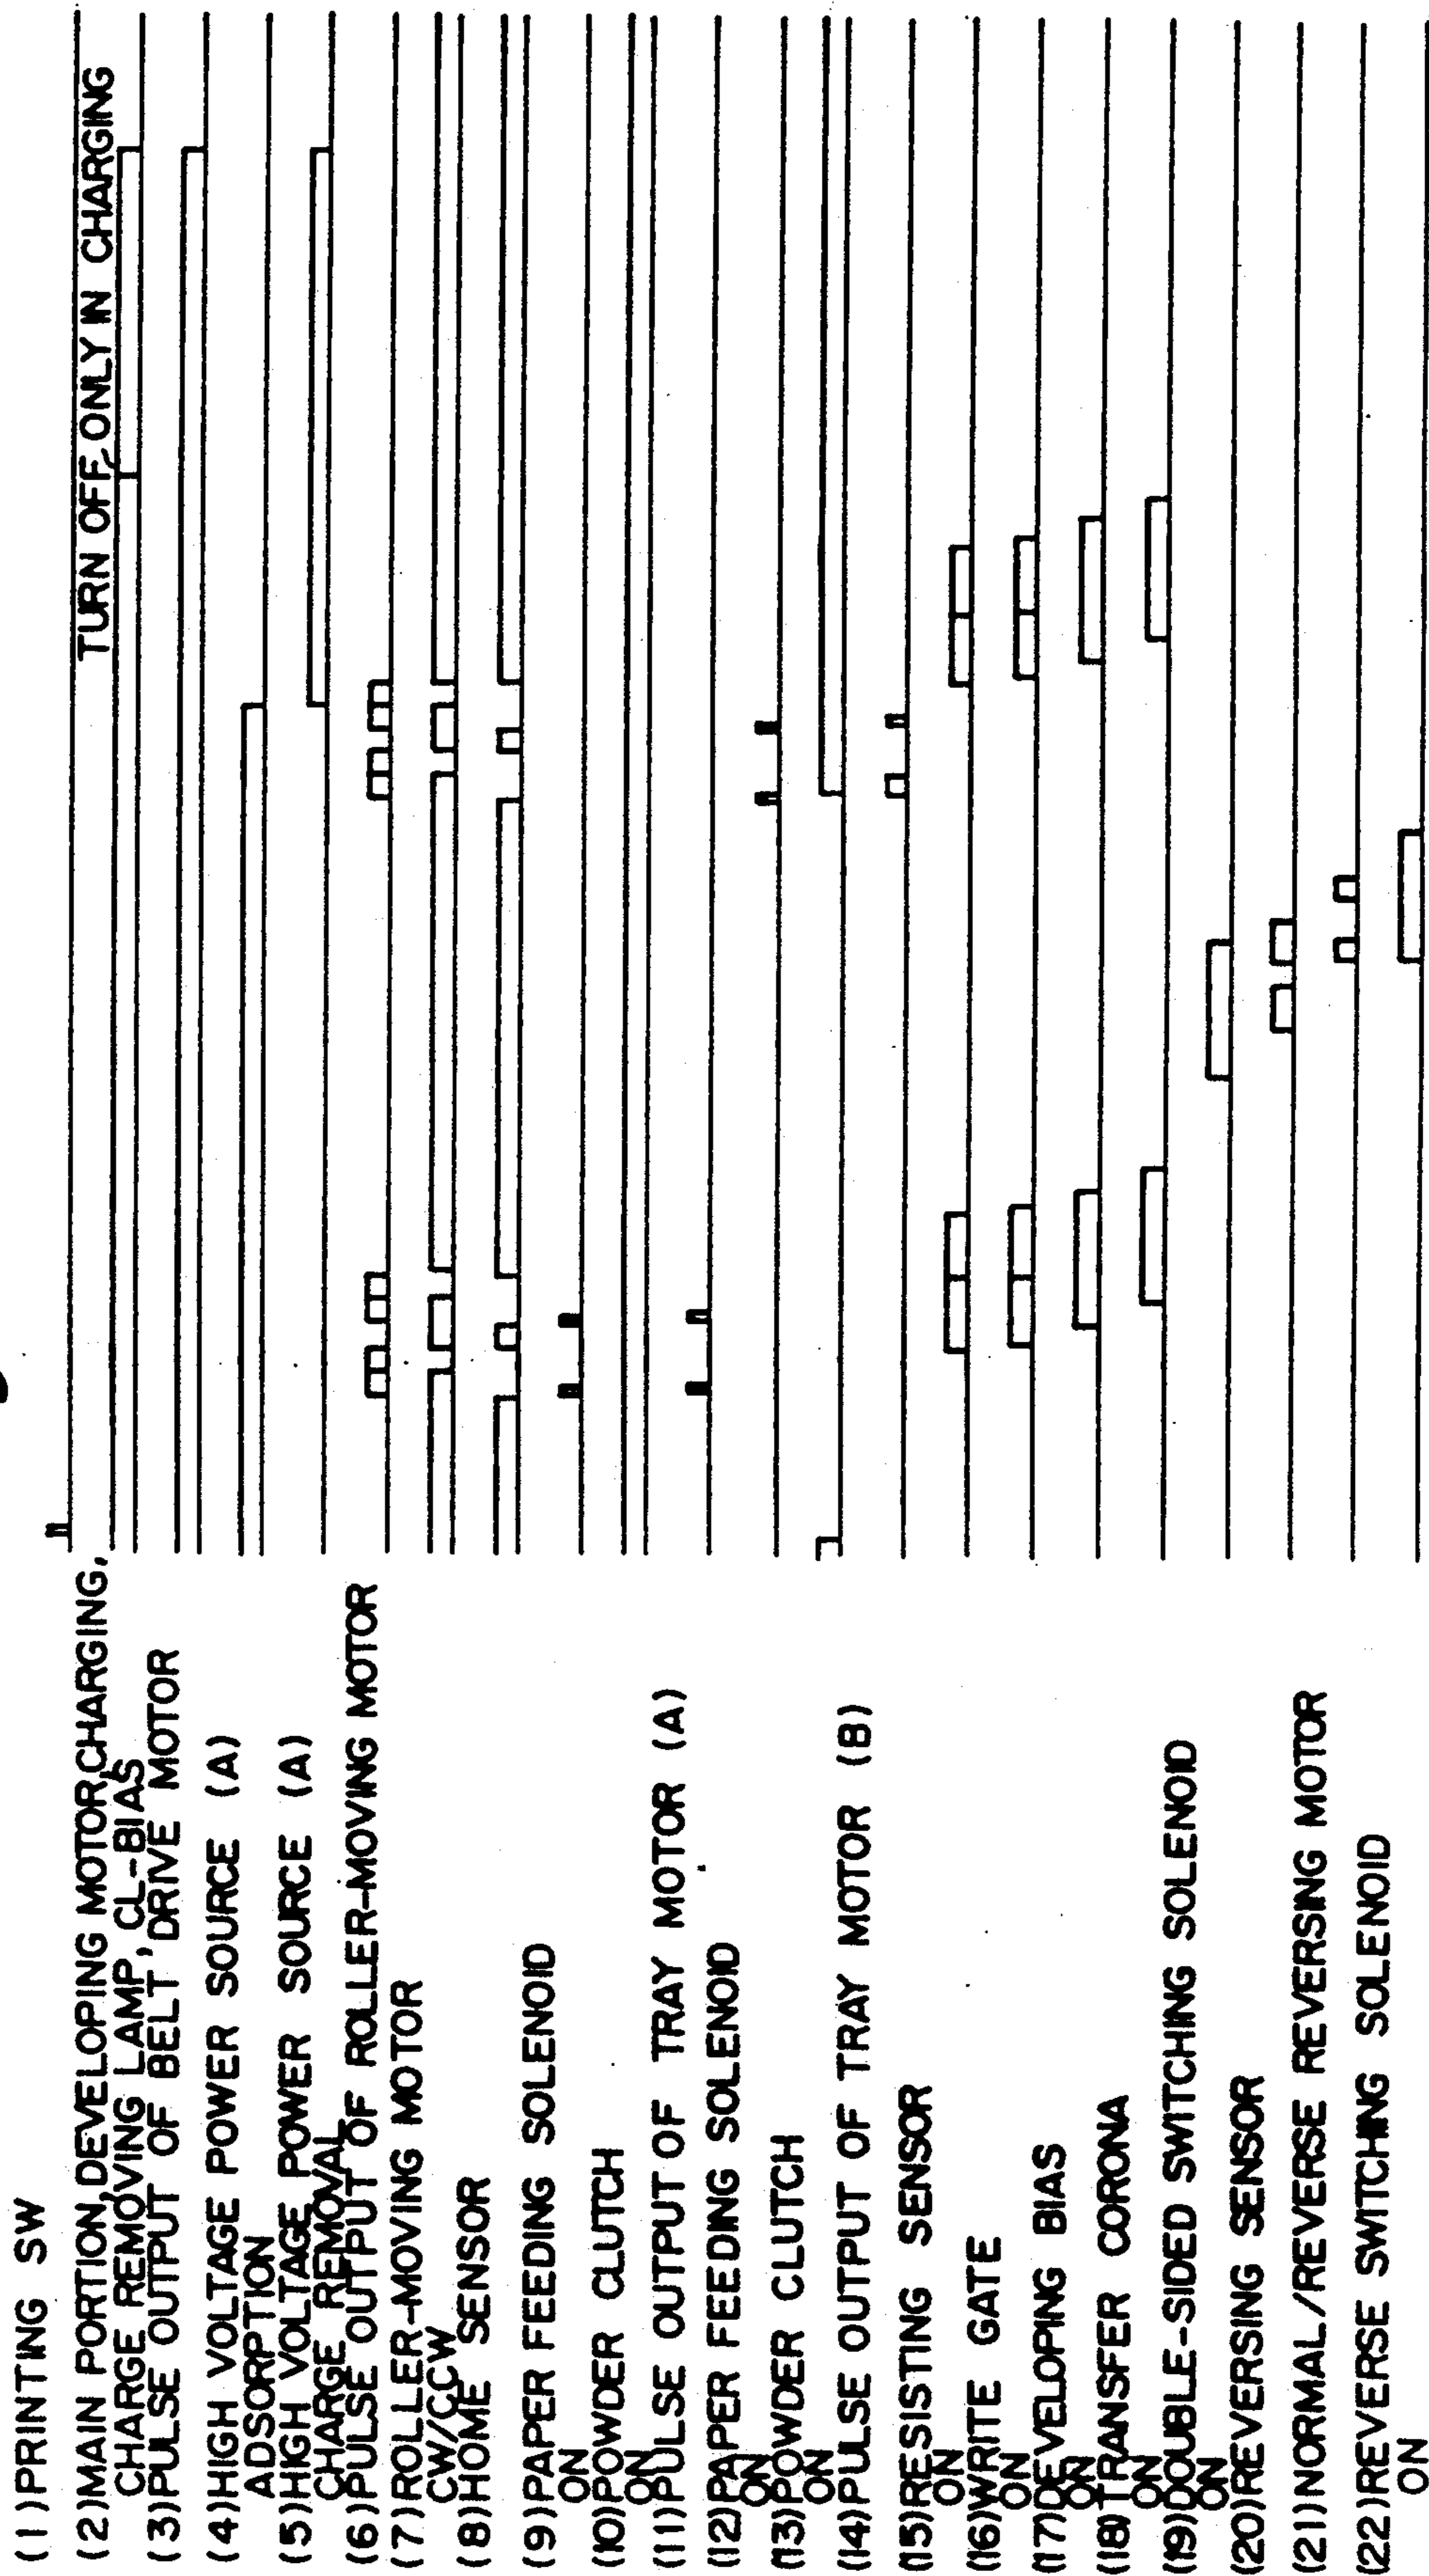 (1) PRINTING SW
TURN OFF, ONLY IN CHARGING
(2) MAIN PORTION, DEVELOPING MOTOR, CHARGING,
CHARGE REMOVING LAMP, CL-BIAS
(3) PULSE OUTPUT OF BELT DRIVE MOTOR
(4) HIGH VOLTAGE POWER SOURCE (A)
ADSORPTION
(5) HIGH VOLTAGE POWER SOURCE (A)
CHARGE REMOVAL
(6) PULSE OUTPUT OF ROLLER-MOVING MOTOR
(7) ROLLER-MOVING MOTOR
CW/CCW
(8) HOME SENSOR
(9) PAPER FEEDING SOLENOID
ON
(10) POWDER CLUTCH
ON
(11) PULSE OUTPUT OF TRAY MOTOR (A)
(12) PAPER FEEDING SOLENOID
ON
(13) POWDER CLUTCH
ON
(14) PULSE OUTPUT OF TRAY MOTOR (B)
(15) RESISTING SENSOR
ON
(16) WRITE GATE
ON
(17) DEVELOPING BIAS
ON
(18) TRANSFER CORONA
ON
(19) DOUBLE-SIDED SWITCHING SOLENOID
ON
(20) REVERSING SENSOR
(21) NORMAL/REVERSE REVERSING MOTOR
(22) REVERSE SWITCHING SOLENOID
ON